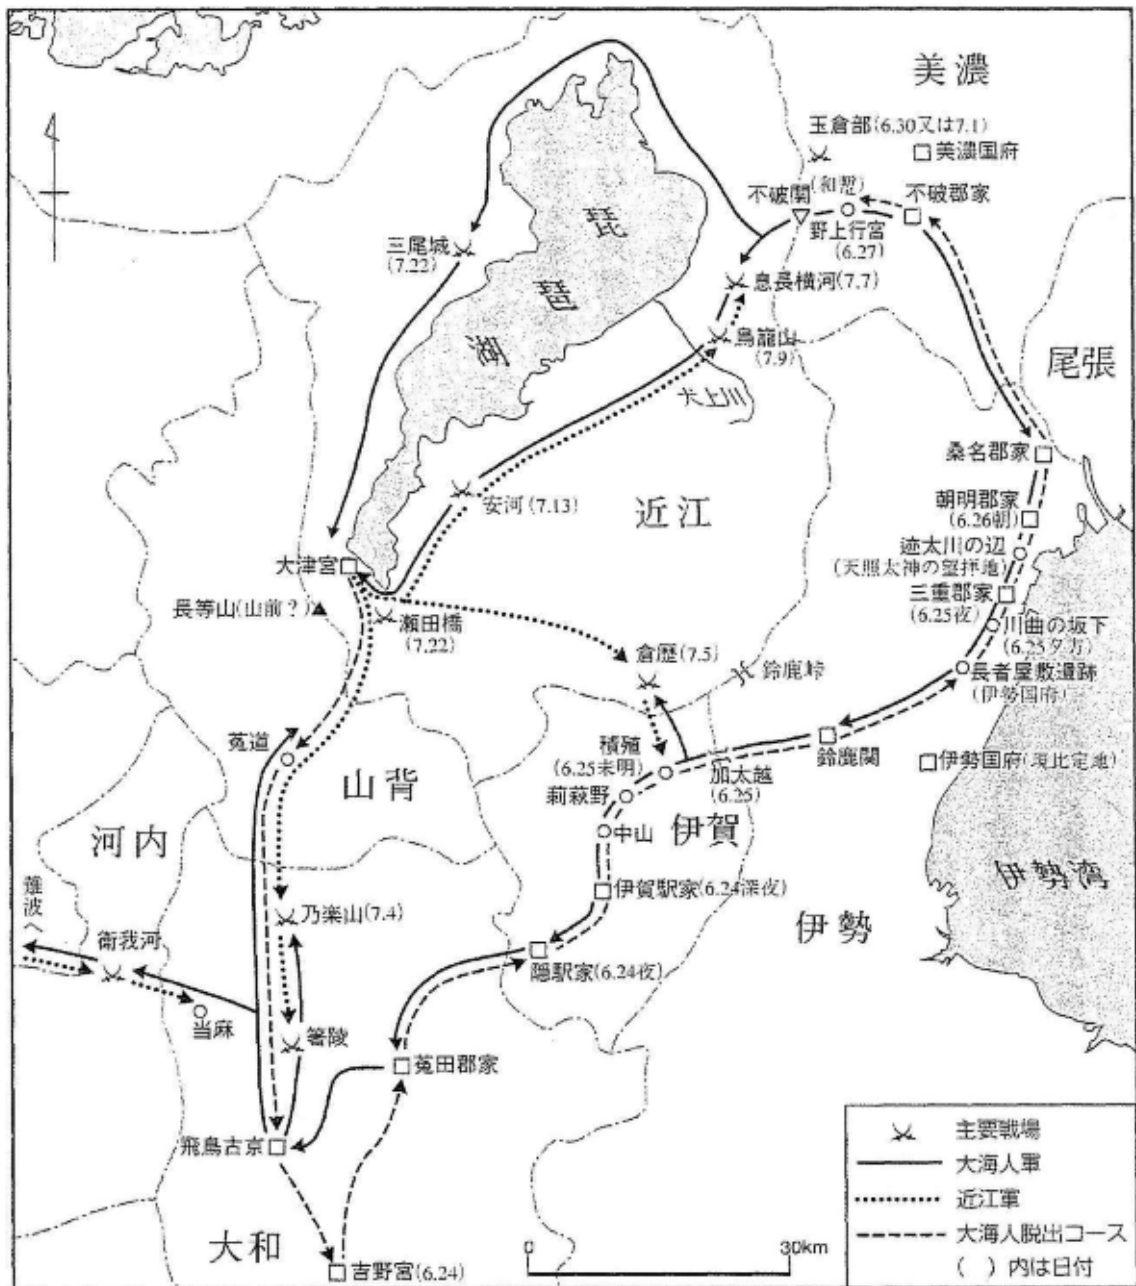 美濃
玉倉部(6.30又は7.1)
美濃国府
不破関
(和蹔)
不破郡家
野上行宮
(6.27)
三尾城
(7.22)
琵
琶
湖
息長横河(7.7)
鳥籠山
(7.9)
犬上川
尾張
桑名郡家
朝明郡家
(6.26朝)
安河(7.13)
近江
迹太川の辺
(天照太神の望拝地)
大津宮
三重郡家
(6.25夜)
長等山(山前?)
瀬田橋
(7.22)
川曲の坂下
(6.25夕方)
倉歴(7.5)
鈴鹿峠
長者屋敷遺跡
(伊勢国府)
菟道
積殖
(6.25未明)
加太越
(6.25)
鈴鹿関
伊勢国府(現比定地)
山背
莿萩野
河内
中山
伊賀
伊勢湾
難波へ
伊賀駅家(6.24深夜)
乃楽山(7.4)
伊勢
衛我河
隠駅家(6.24夜)
当麻
箸陵
菟田郡家
飛鳥古京
大和
吉野宮(6.24)
0
30km
主要戦場
大海人軍
近江軍
大海人脱出コース
( )内は日付